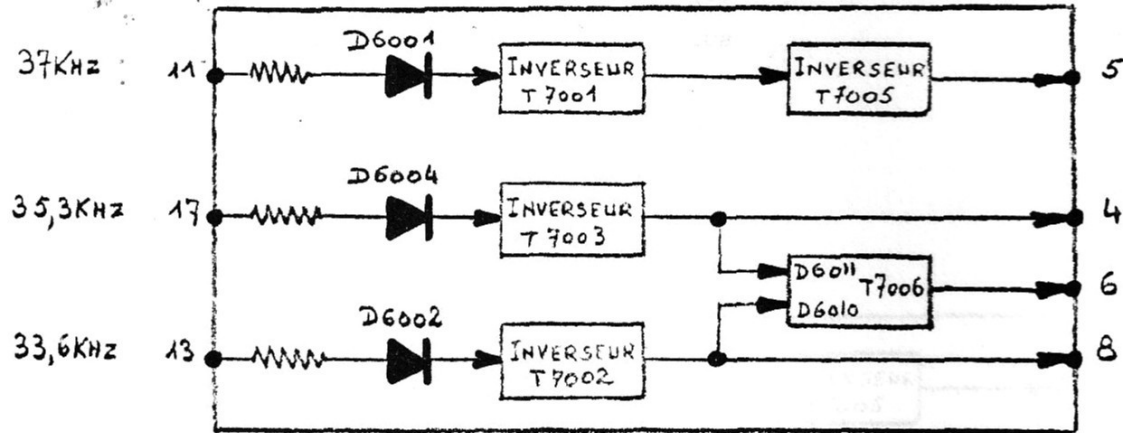 D6001
37KHz 11 INVERSEUR INVERSEUR 5
T7001 T7005
D6004
35,3KHz 17 INVERSEUR 4
T7003
D6011 T7006 6
D6010
D6002
33,6KHz 13 INVERSEUR 8
T7002